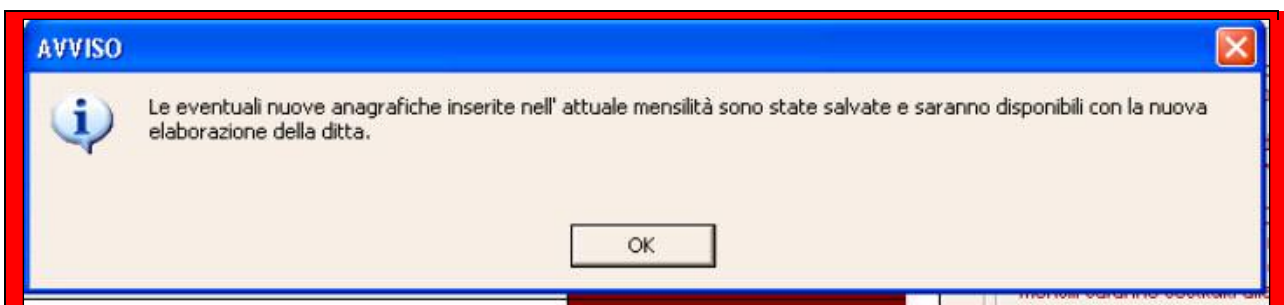 AVVISO
Le eventuali nuove anagrafiche inserite nell' attuale mensilità sono state salvate e saranno disponibili con la nuova
elaborazione della ditta.
OK